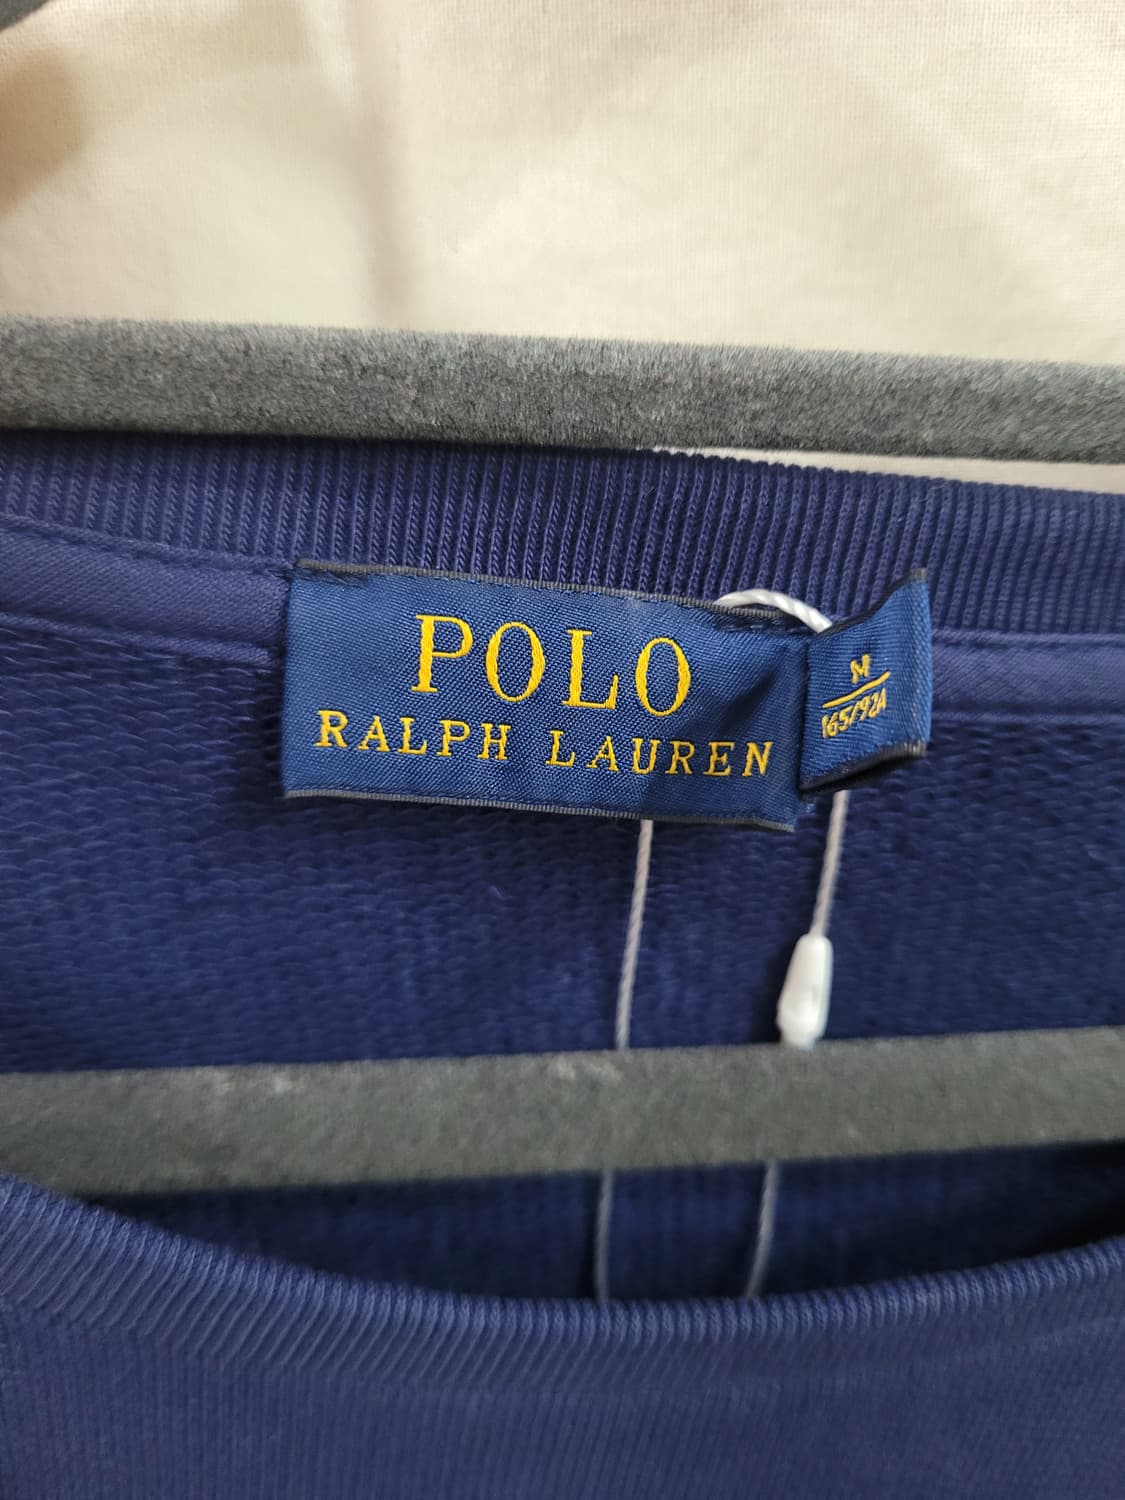 POLO
RALPH LAUREN
M
165/92A